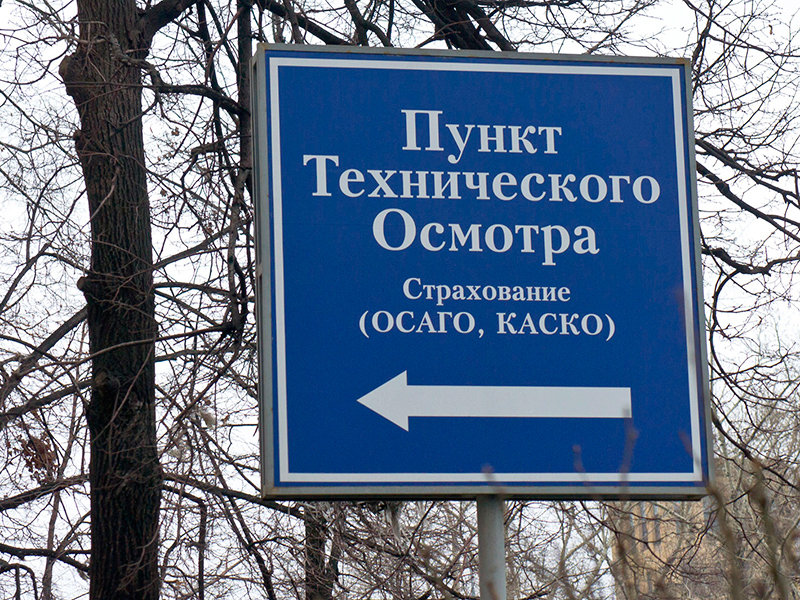 Пункт
Технического
Осмотра
Страхование
(ОСАГО, КАСКО)